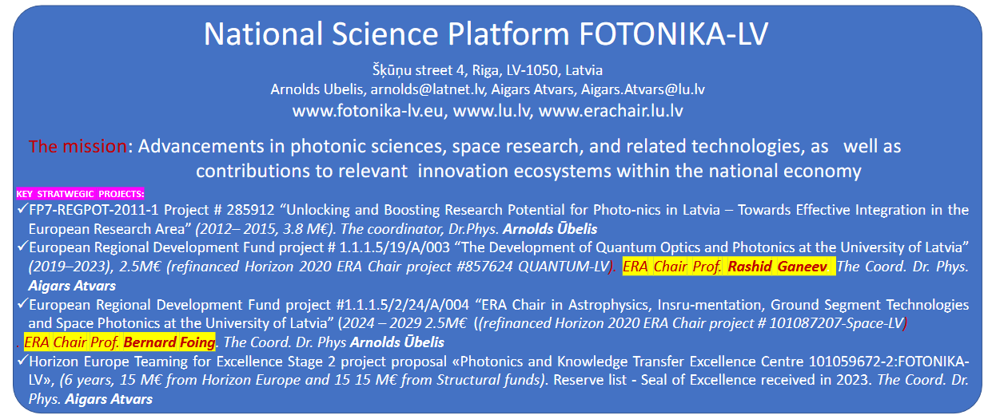 National Science Platform FOTONIKA-LV
Šķūņu street 4, Riga, LV-1050, Latvia
Arnolds Ubelis, arnolds@latnet.lv, Aigars Atvars, Aigars.Atvars@lu.lv
www.fotonika-lv.eu, www.lu.lv, www.erachair.lu.lv
The mission: Advancements in photonic sciences, space research, and related technologies, as well as
contributions to relevant innovation ecosystems within the national economy
KEY STRATWEGIC PROJECTS:
✓FP7-REGPOT-2011-1 Project # 285912 “Unlocking and Boosting Research Potential for Photo-nics in Latvia – Towards Effective Integration in the
European Research Area” (2012– 2015, 3.8 M€). The coordinator, Dr.Phys. Arnolds Ūbelis
✓European Regional Development Fund project # 1.1.1.5/19/A/003 “The Development of Quantum Optics and Photonics at the University of Latvia”
(2019–2023), 2.5M€ (refinanced Horizon 2020 ERA Chair project #857624 QUANTUM-LV). ERA Chair Prof. Rashid Ganeev The Coord. Dr. Phys.
Aigars Atvars
✓European Regional Development Fund project #1.1.1.5/2/24/A/004 “ERA Chair in Astrophysics, Insru-mentation, Ground Segment Technologies
and Space Photonics at the University of Latvia” (2024 – 2029 2.5M€ ((refinanced Horizon 2020 ERA Chair project # 101087207-Space-LV)
. ERA Chair Prof. Bernard Foing. The Coord. Dr. Phys Arnolds Ūbelis
✓Horizon Europe Teaming for Excellence Stage 2 project proposal «Photonics and Knowledge Transfer Excellence Centre 101059672-2:FOTONIKA-
LV», (6 years, 15 M€ from Horizon Europe and 15 15 M€ from Structural funds). Reserve list - Seal of Excellence received in 2023. The Coord. Dr.
Phys. Aigars Atvars